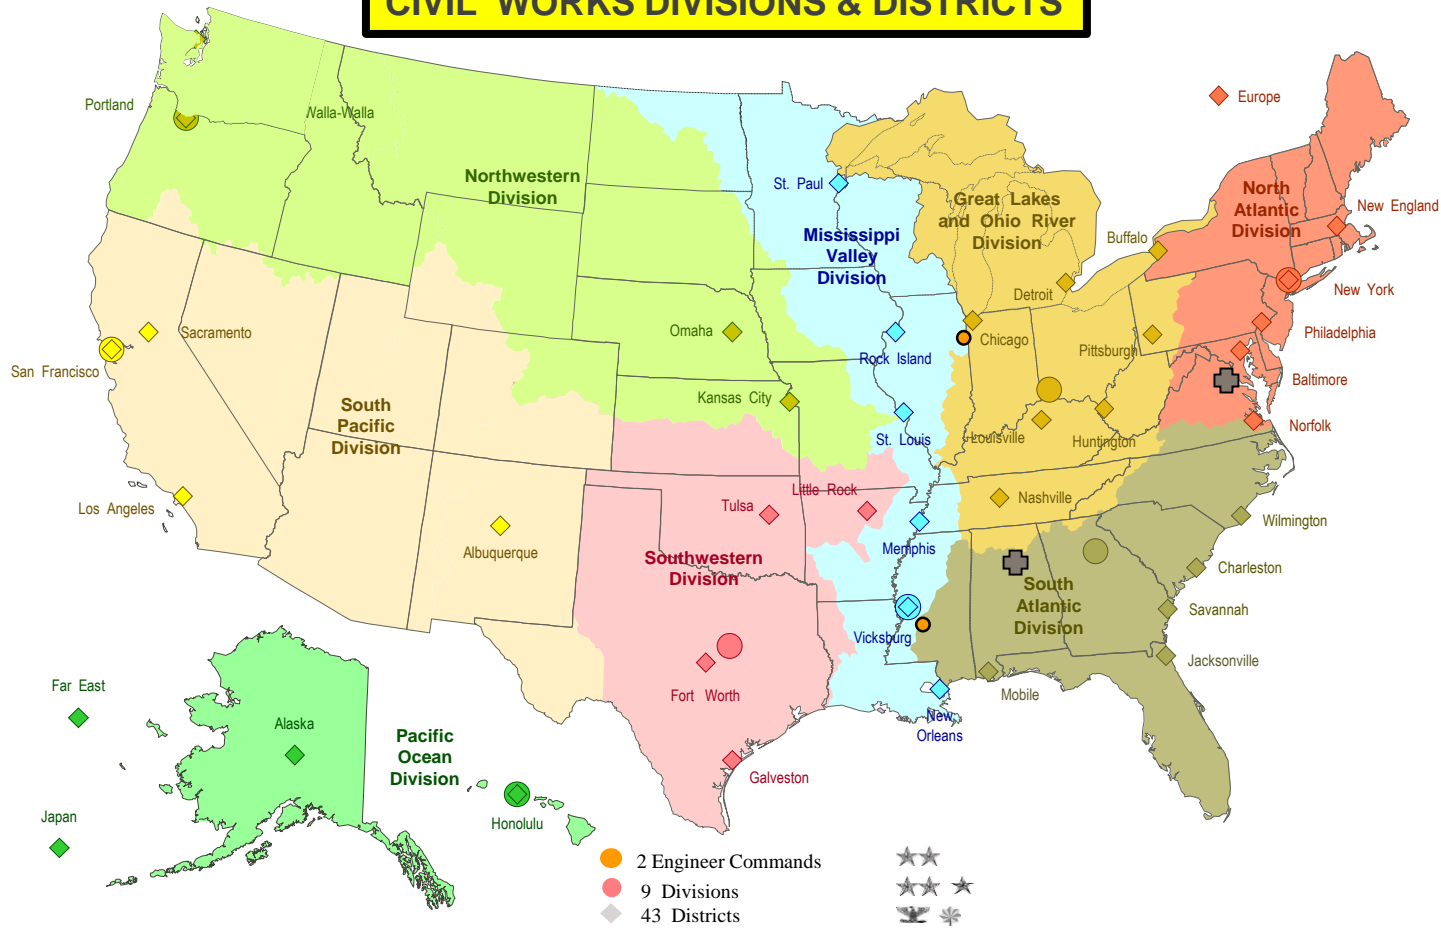 CIVIL WORKS DIVISIONS & DISTRICTS
Portland
Walla-Walla
Europe
Northwestern
Division
St. Paul
Great Lakes
and Ohio River
Division
North
Atlantic
Division
New England
Mississippi
Valley
Division
Buffalo
Detroit
New York
Sacramento
Omaha
Rock Island
Chicago
Pittsburgh
Philadelphia
San Francisco
Baltimore
Kansas City
South
Pacific
Division
St. Louis
Louisville
Huntington
Norfolk
Los Angeles
Tulsa
Little Rock
Nashville
Wilmington
Albuquerque
Memphis
Southwestern
Division
Charleston
South
Atlantic
Division
Savannah
Vicksburg
Jacksonville
Fort Worth
Mobile
Far East
Alaska
New
Orleans
Pacific
Ocean
Division
Galveston
Japan
Honolulu
2 Engineer Commands
9 Divisions
43 Districts